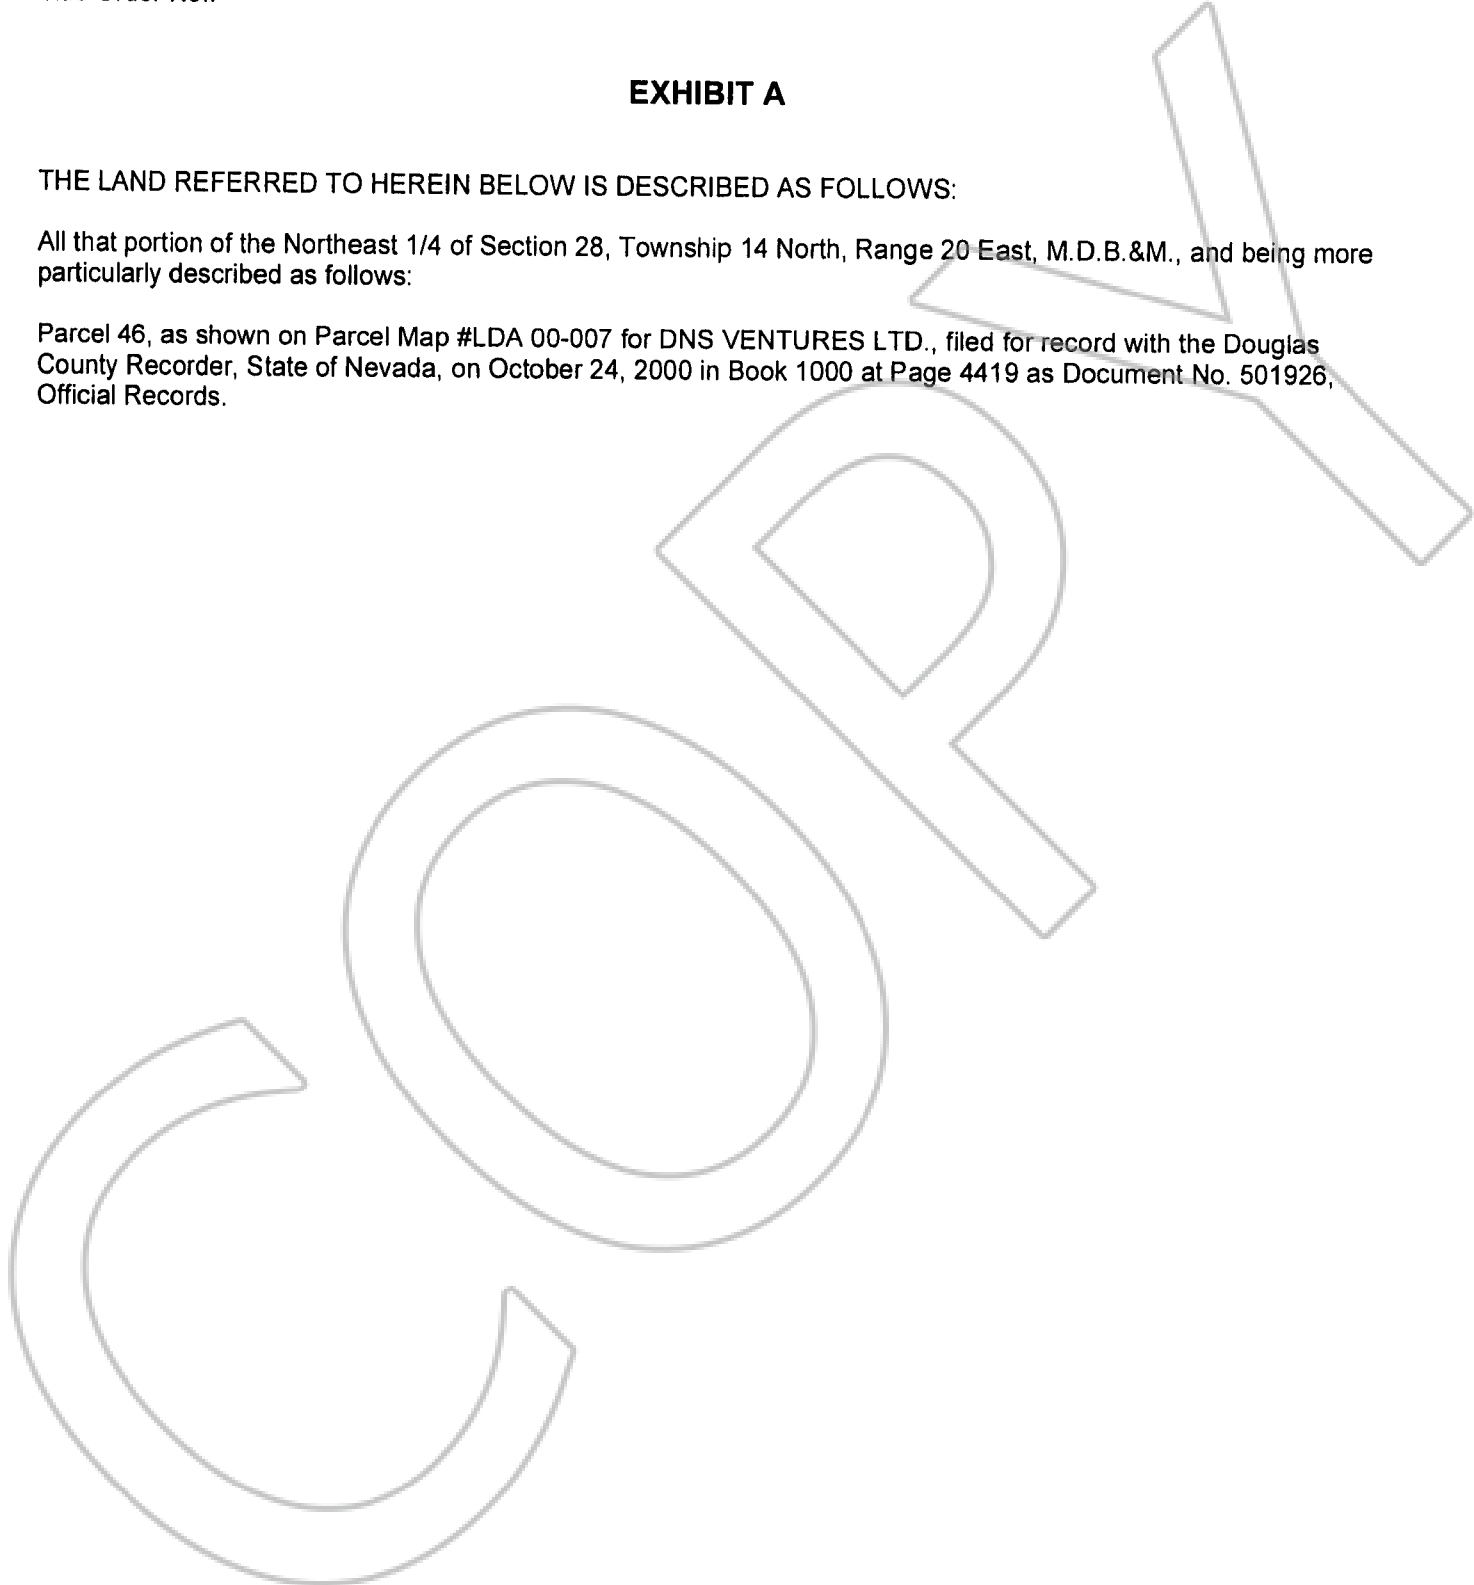 EXHIBIT A
THE LAND REFERRED TO HEREIN BELOW IS DESCRIBED AS FOLLOWS:
All that portion of the Northeast 1/4 of Section 28, Township 14 North, Range 20 East, M.D.B.&M., and being more
particularly described as follows:
Parcel 46, as shown on Parcel Map #LDA 00-007 for DNS VENTURES LTD., filed for record with the Douglas
County Recorder, State of Nevada, on October 24, 2000 in Book 1000 at Page 4419 as Document No. 501926,
Official Records.
COPY